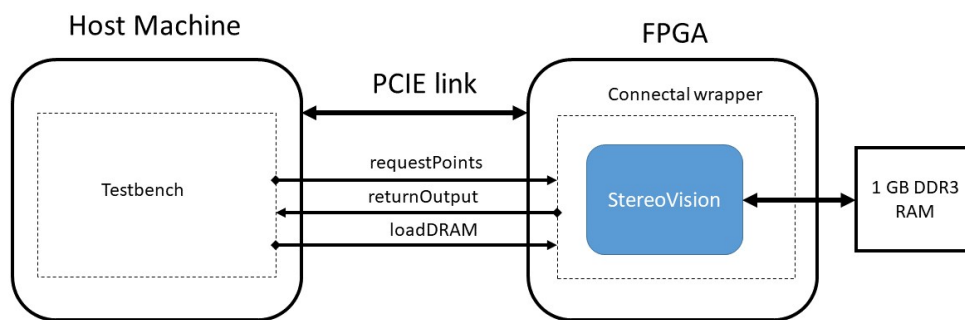 Host Machine
FPGA
PCIE link
Connectal wrapper
requestPoints
Testbench
returnOutput
StereoVision
1 GB DDR3
RAM
loadDRAM